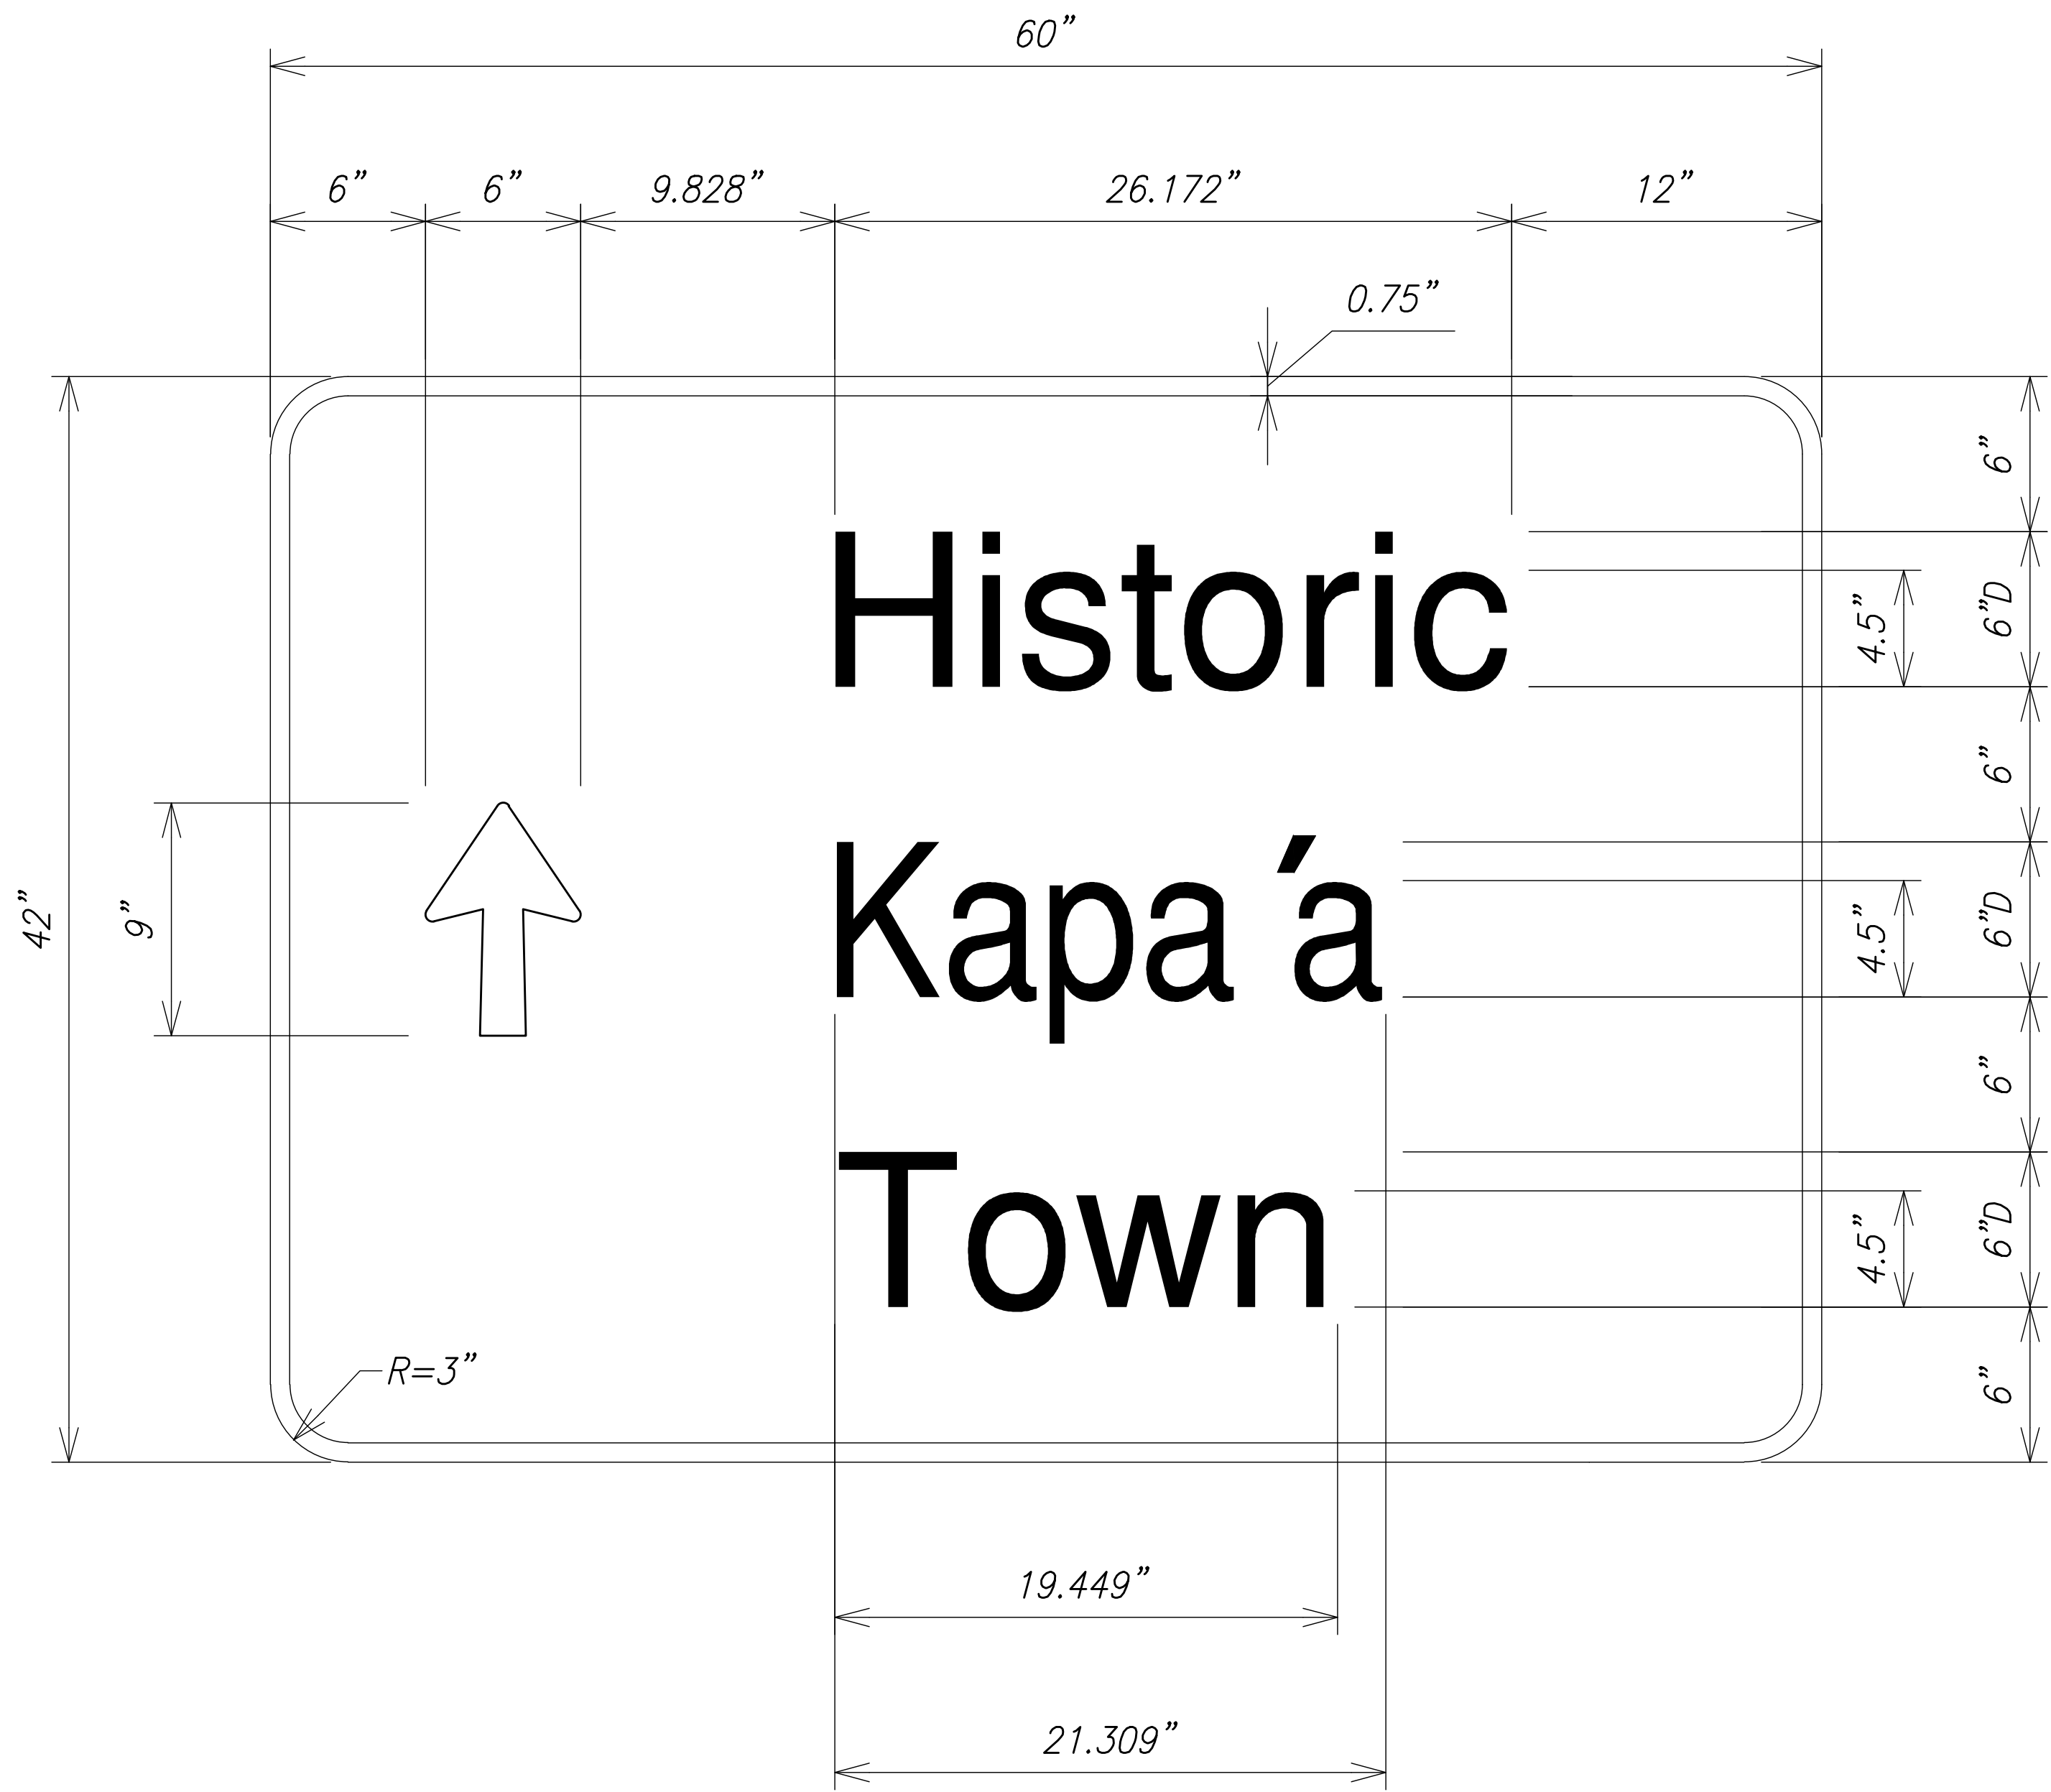 60”
6” 6” 9.828” 26.172” 12”
0.75”
6”
Historic
6”D
4.5”
6”
42”
9”
Kapa´a
6”D
4.5”
6”
Town
6”D
4.5”
R=3”
6”
19.449”
21.309”